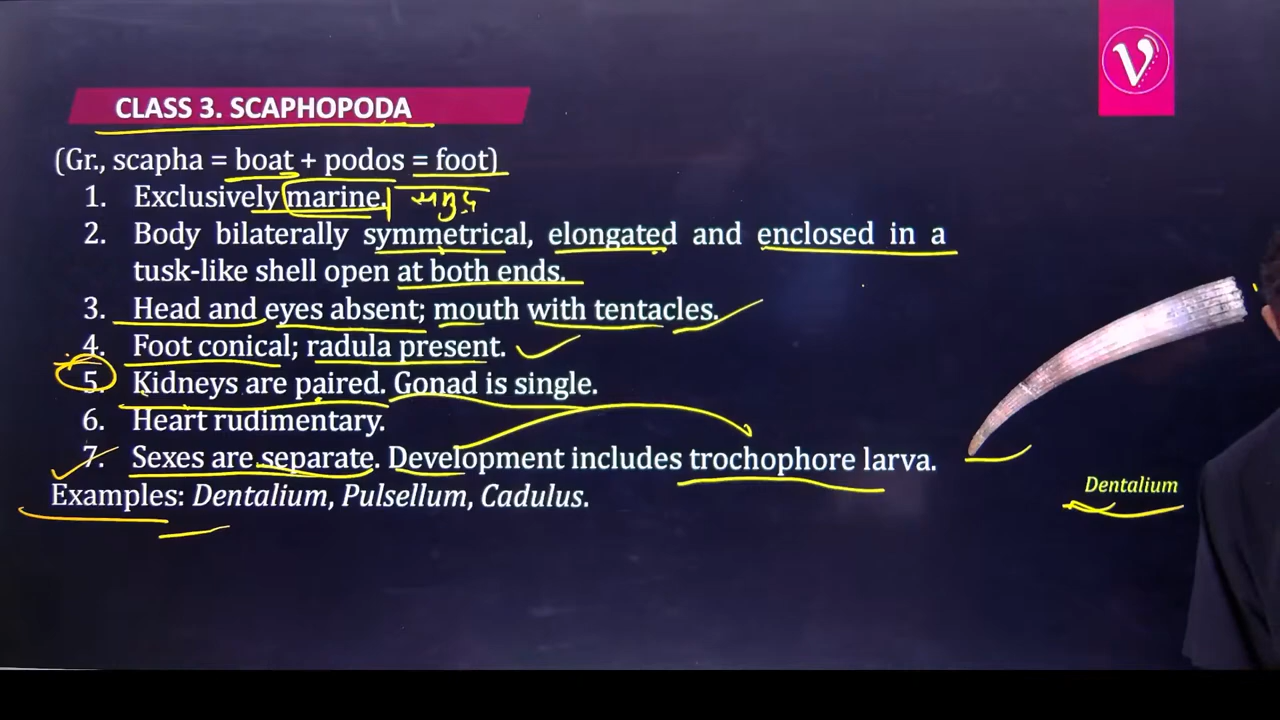 CLASS 3. SCAPHOPODA
(Gr., scapha = boat + podos = foot)
1. Exclusively marine.
2. Body bilaterally symmetrical, elongated and enclosed in a
tusk-like shell open at both ends.
3. Head and eyes absent; mouth with tentacles.
4. Foot conical; radula present.
5. Kidneys are paired. Gonad is single.
6. Heart rudimentary.
7. Sexes are separate. Development includes trochophore larva.
Examples: Dentalium, Pulsellum, Cadulus.
Dentalium